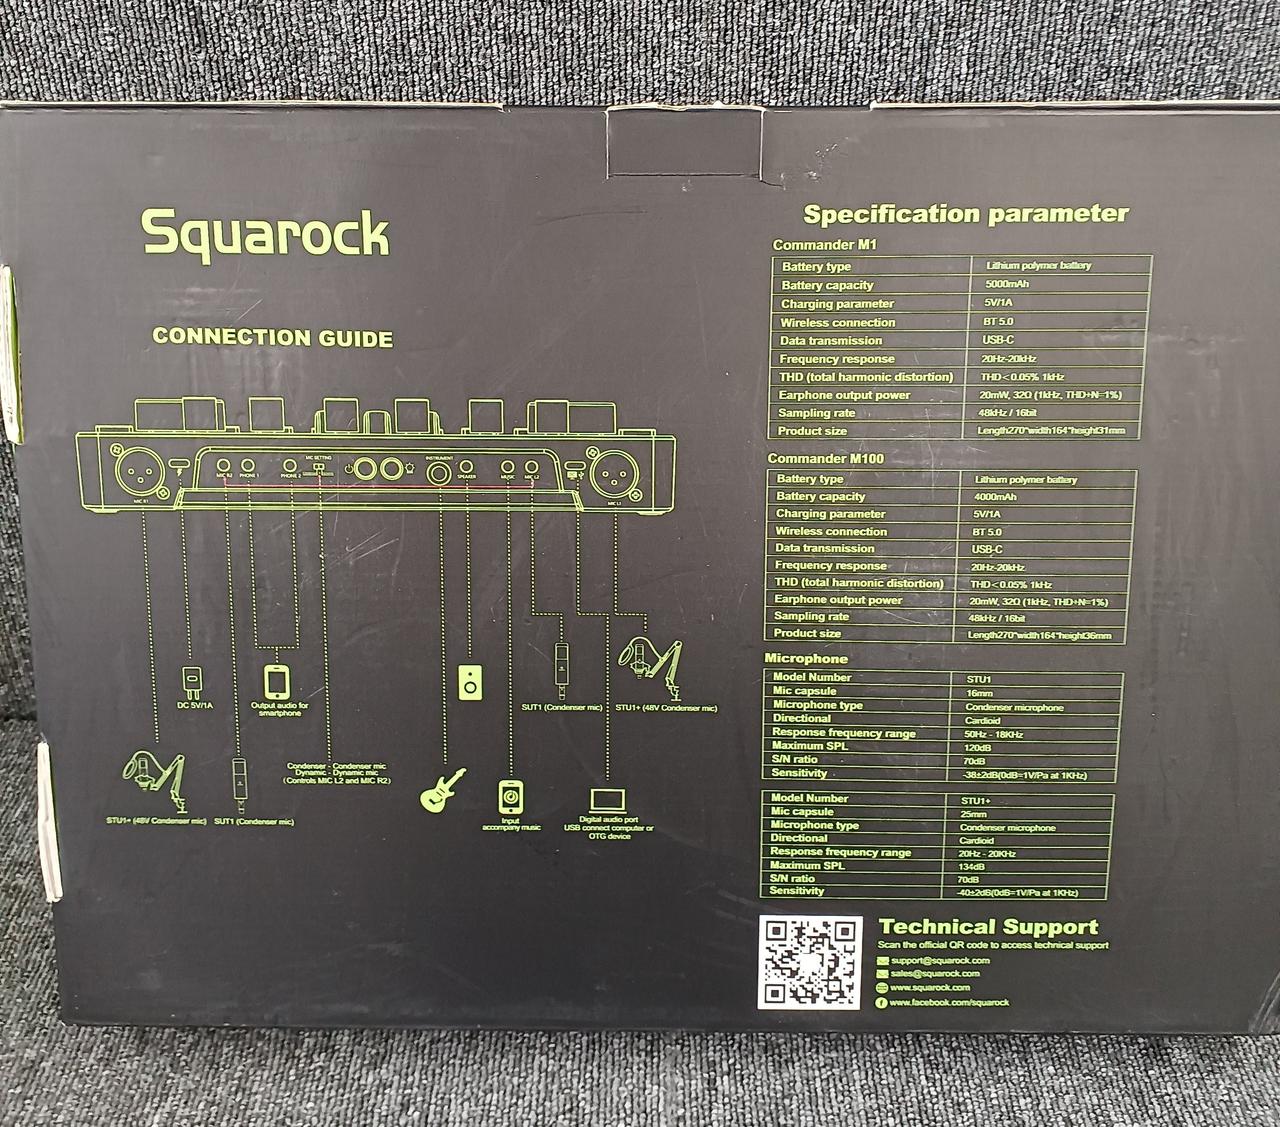 Squarock
CONNECTION GUIDE
MIC R1
MIC R2
PHONE 1
PHONE 2
MIC SETTING
INSTRUMENT
SPEAKER
MUSIC
MIC L2
MIC L1
DC 5V/1A
Output audio for
smartphone
SUT1 (Condenser mic)
STU1+ (48V Condenser mic)
Condenser - Condenser mic
Dynamic - Dynamic mic
(Controls MIC L2 and MIC R2)
STU1+ (48V Condenser mic)
SUT1 (Condenser mic)
Input
accompany music
Digital audio port
USB connect computer or
OTG device
Specification parameter
Commander M1
Battery type Lithium polymer battery
Battery capacity 5000mAh
Charging parameter 5V/1A
Wireless connection BT 5.0
Data transmission USB-C
Frequency response 20Hz-20kHz
THD (total harmonic distortion) THD<0.05% 1kHz
Earphone output power 20mW, 32Ω (1kHz, THD+N=1%)
Sampling rate 48kHz / 16bit
Product size Length270*width164*height31mm
Commander M100
Battery type Lithium polymer battery
Battery capacity 4000mAh
Charging parameter 5V/1A
Wireless connection BT 5.0
Data transmission USB-C
Frequency response 20Hz-20kHz
THD (total harmonic distortion) THD<0.05% 1kHz
Earphone output power 20mW, 32Ω (1kHz, THD+N=1%)
Sampling rate 48kHz / 16bit
Product size Length270*width164*height36mm
Microphone
Model Number STU1
Mic capsule 16mm
Microphone type Condenser microphone
Directional Cardioid
Response frequency range 50Hz - 18KHz
Maximum SPL 120dB
S/N ratio 70dB
Sensitivity -38±2dB(0dB=1V/Pa at 1KHz)
Model Number STU1+
Mic capsule 25mm
Microphone type Condenser microphone
Directional Cardioid
Response frequency range 20Hz - 20KHz
Maximum SPL 134dB
S/N ratio 70dB
Sensitivity -40±2dB(0dB=1V/Pa at 1KHz)
Technical Support
Scan the official QR code to access technical support
support@squarock.com
sales@squarock.com
www.squarock.com
www.facebook.com/squarock